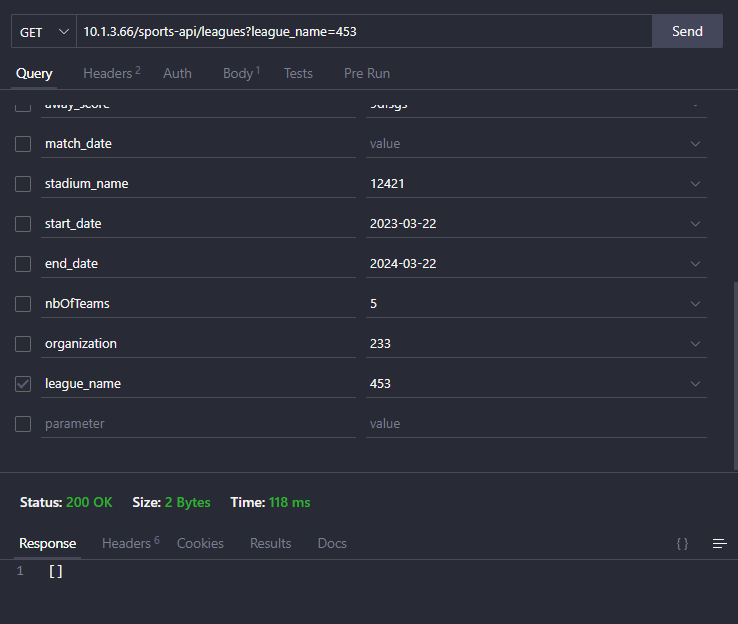 GET 10.1.3.66/sports-api/leagues?league_name=453 Send
Query Headers 2 Auth Body 1 Tests Pre Run
away_score
match_date value
stadium_name 12421
start_date 2023-03-22
end_date 2024-03-22
nbOfTeams 5
organization 233
league_name 453
parameter value
Status: 200 OK Size: 2 Bytes Time: 118 ms
Response Headers 6 Cookies Results Docs {}
1 []